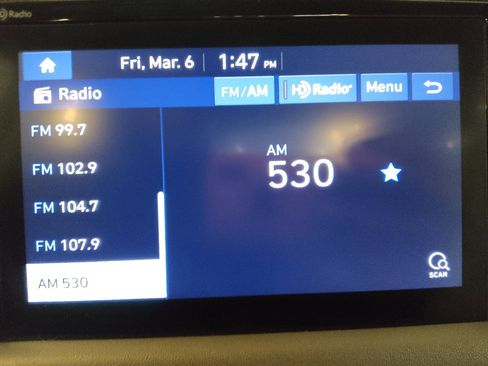 HD Radio
Fri, Mar. 6 1:47 PM
Radio FM/AM HD Radio Menu
FM 99.7
FM 102.9
FM 104.7
FM 107.9
AM 530
AM
530
SCAN